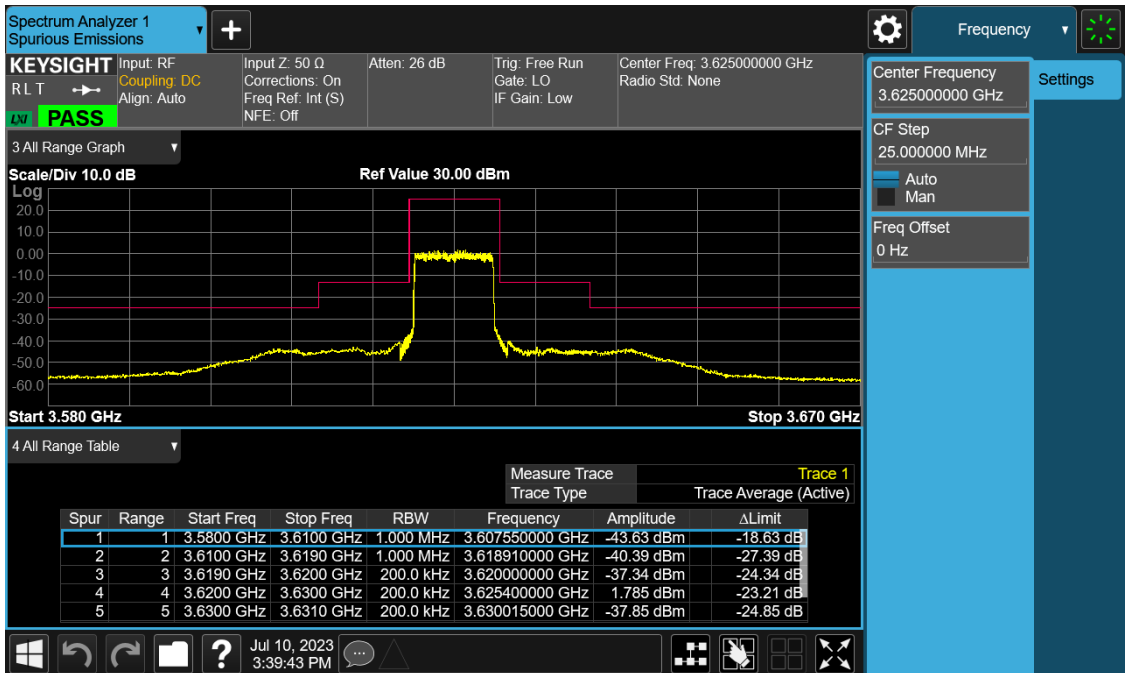 Spectrum Analyzer 1
Spurious Emissions
+
Frequency
KEYSIGHT
RLT
LXI
PASS
Input: RF
Coupling: DC
Align: Auto
Input Z: 50 Ω
Corrections: On
Freq Ref: Int (S)
NFE: Off
Atten: 26 dB
Trig: Free Run
Gate: LO
IF Gain: Low
Center Freq: 3.625000000 GHz
Radio Std: None
Center Frequency
3.625000000 GHz
Settings
CF Step
25.000000 MHz
Auto
Man
Freq Offset
0 Hz
3 All Range Graph
Scale/Div 10.0 dB
Ref Value 30.00 dBm
Log
20.0
10.0
0.00
-10.0
-20.0
-30.0
-40.0
-50.0
-60.0
Start 3.580 GHz
Stop 3.670 GHz
4 All Range Table
Measure Trace Trace 1
Trace Type Trace Average (Active)
Spur Range Start Freq Stop Freq RBW Frequency Amplitude ΔLimit
1 1 3.5800 GHz 3.6100 GHz 1.000 MHz 3.607550000 GHz -43.63 dBm -18.63 dB
2 2 3.6100 GHz 3.6190 GHz 1.000 MHz 3.618910000 GHz -40.39 dBm -27.39 dB
3 3 3.6190 GHz 3.6200 GHz 200.0 kHz 3.620000000 GHz -37.34 dBm -24.34 dB
4 4 3.6200 GHz 3.6300 GHz 200.0 kHz 3.625400000 GHz 1.785 dBm -23.21 dB
5 5 3.6300 GHz 3.6310 GHz 200.0 kHz 3.630015000 GHz -37.85 dBm -24.85 dB
?
Jul 10, 2023
3:39:43 PM